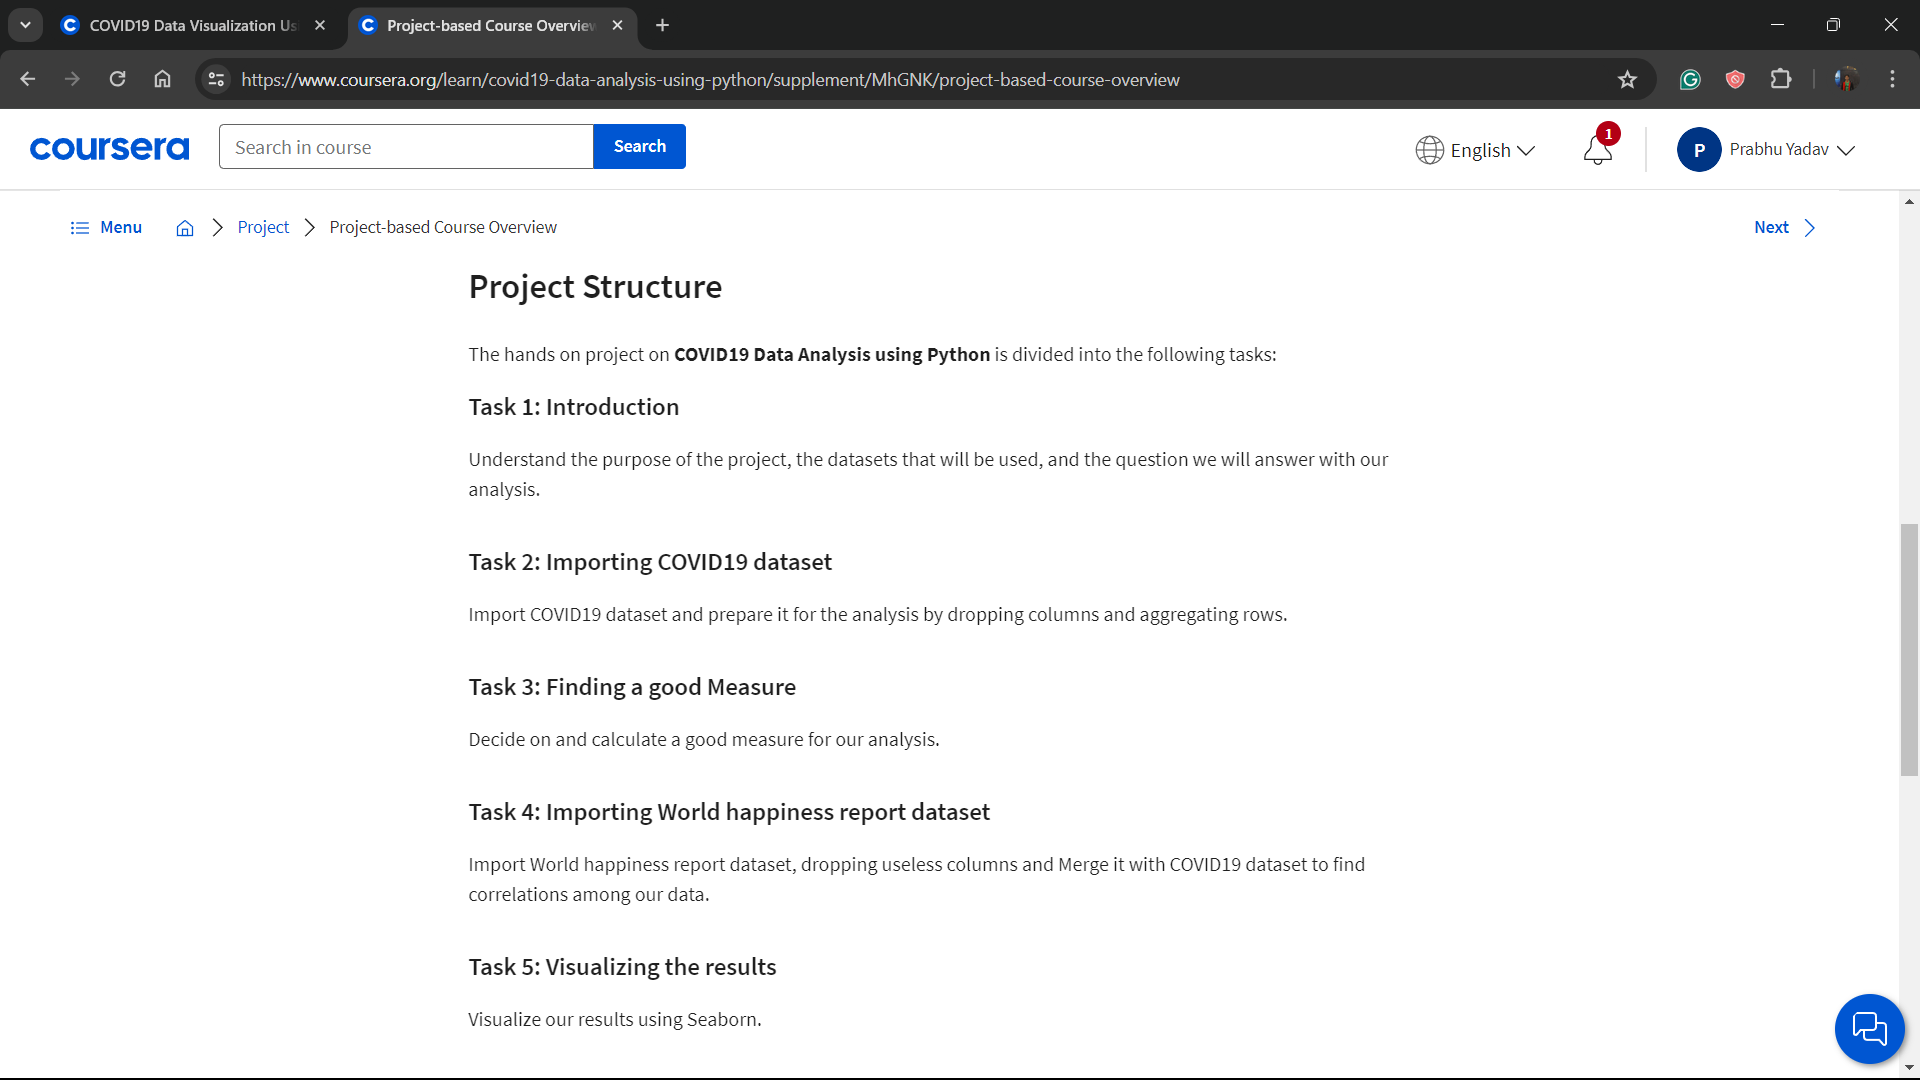 COVID19 Data Visualization Us
Project-based Course Overview
https://www.coursera.org/learn/covid19-data-analysis-using-python/supplement/MhGNK/project-based-course-overview
coursera
Search in course
Search
English
1
P
Prabhu Yadav
Menu
Project
Project-based Course Overview
Next
Project Structure
The hands on project on COVID19 Data Analysis using Python is divided into the following tasks:
Task 1: Introduction
Understand the purpose of the project, the datasets that will be used, and the question we will answer with our
analysis.
Task 2: Importing COVID19 dataset
Import COVID19 dataset and prepare it for the analysis by dropping columns and aggregating rows.
Task 3: Finding a good Measure
Decide on and calculate a good measure for our analysis.
Task 4: Importing World happiness report dataset
Import World happiness report dataset, dropping useless columns and Merge it with COVID19 dataset to find
correlations among our data.
Task 5: Visualizing the results
Visualize our results using Seaborn.